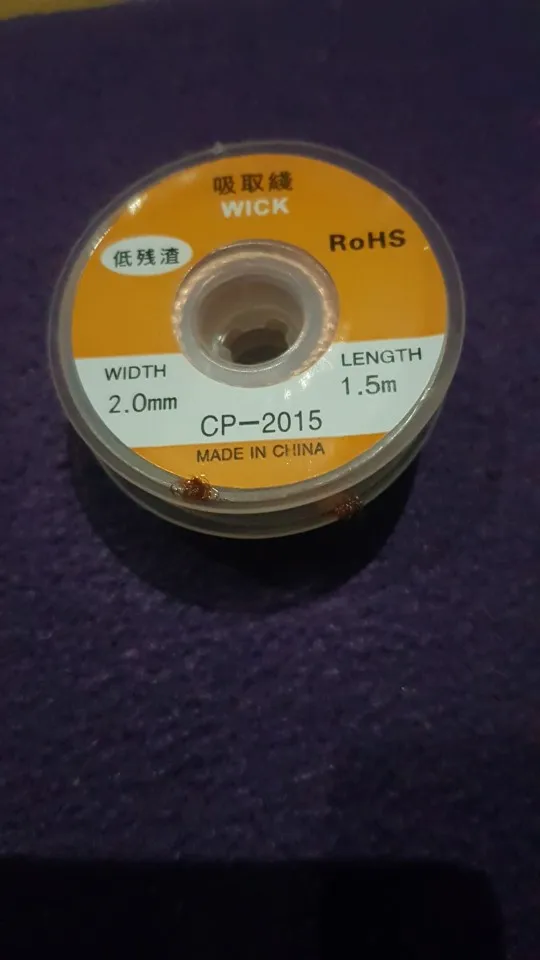 吸取綫
WICK
RoHS
低残渣
WIDTH
2.0mm
LENGTH
1.5m
CP-2015
MADE IN CHINA